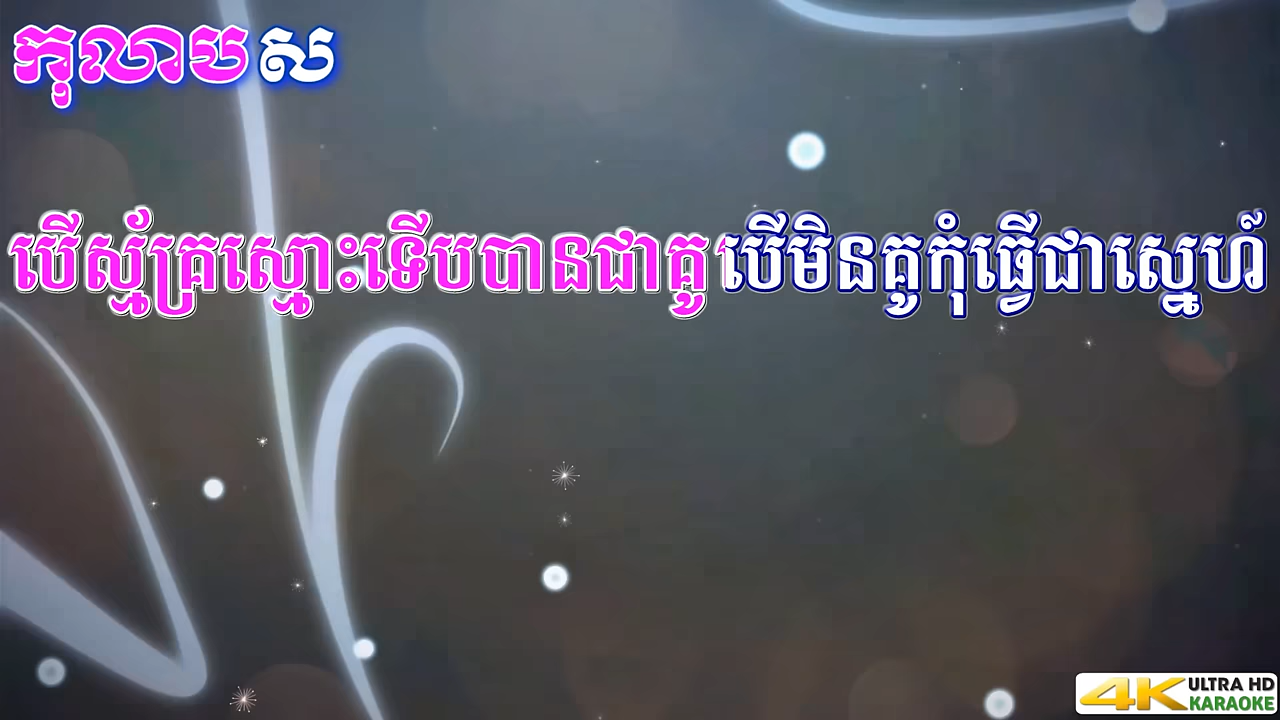 កុលាប ស
បើស្ម័គ្រស្មោះទើបបានជាគូ បើមិនគូកុំធ្វើជាស្នេហ៍
4K ULTRA HD
KARAOKE